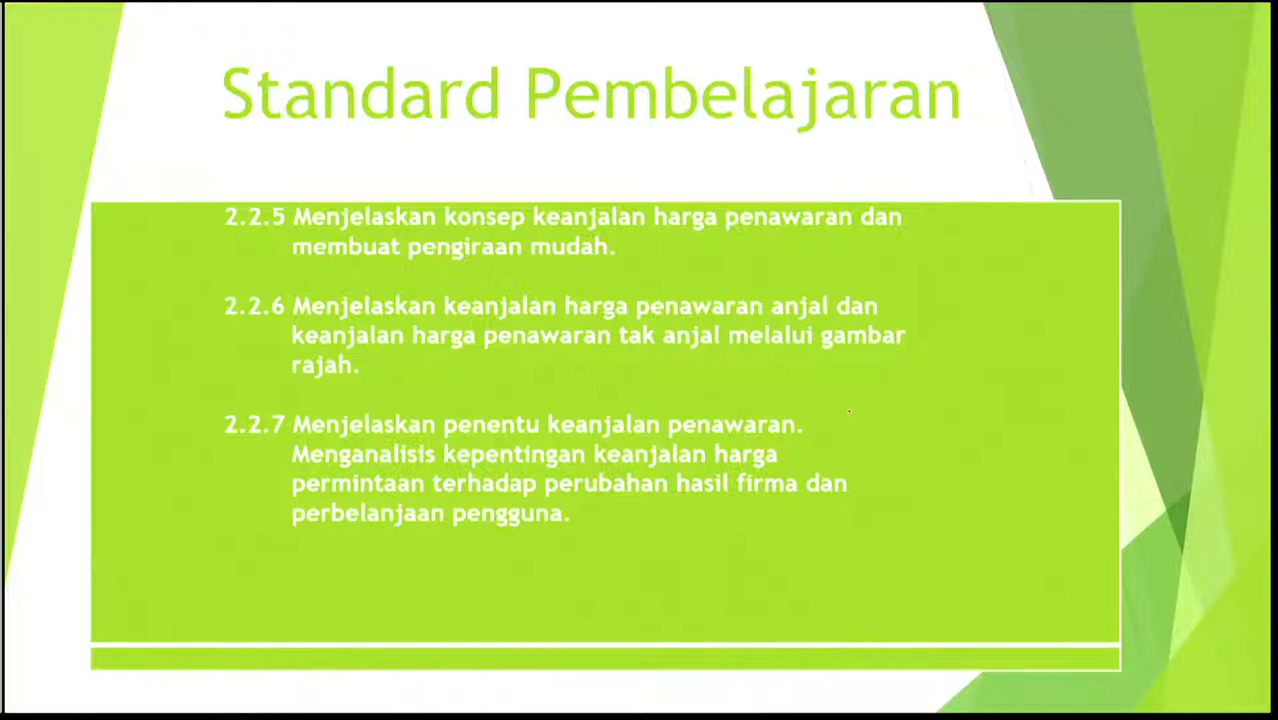 Standard Pembelajaran
2.2.5 Menjelaskan konsep keanjalan harga penawaran dan
membuat pengiraan mudah.
2.2.6 Menjelaskan keanjalan harga penawaran anjal dan
keanjalan harga penawaran tak anjal melalui gambar
rajah.
2.2.7 Menjelaskan penentu keanjalan penawaran.
Menganalisis kepentingan keanjalan harga
permintaan terhadap perubahan hasil firma dan
perbelanjaan pengguna.